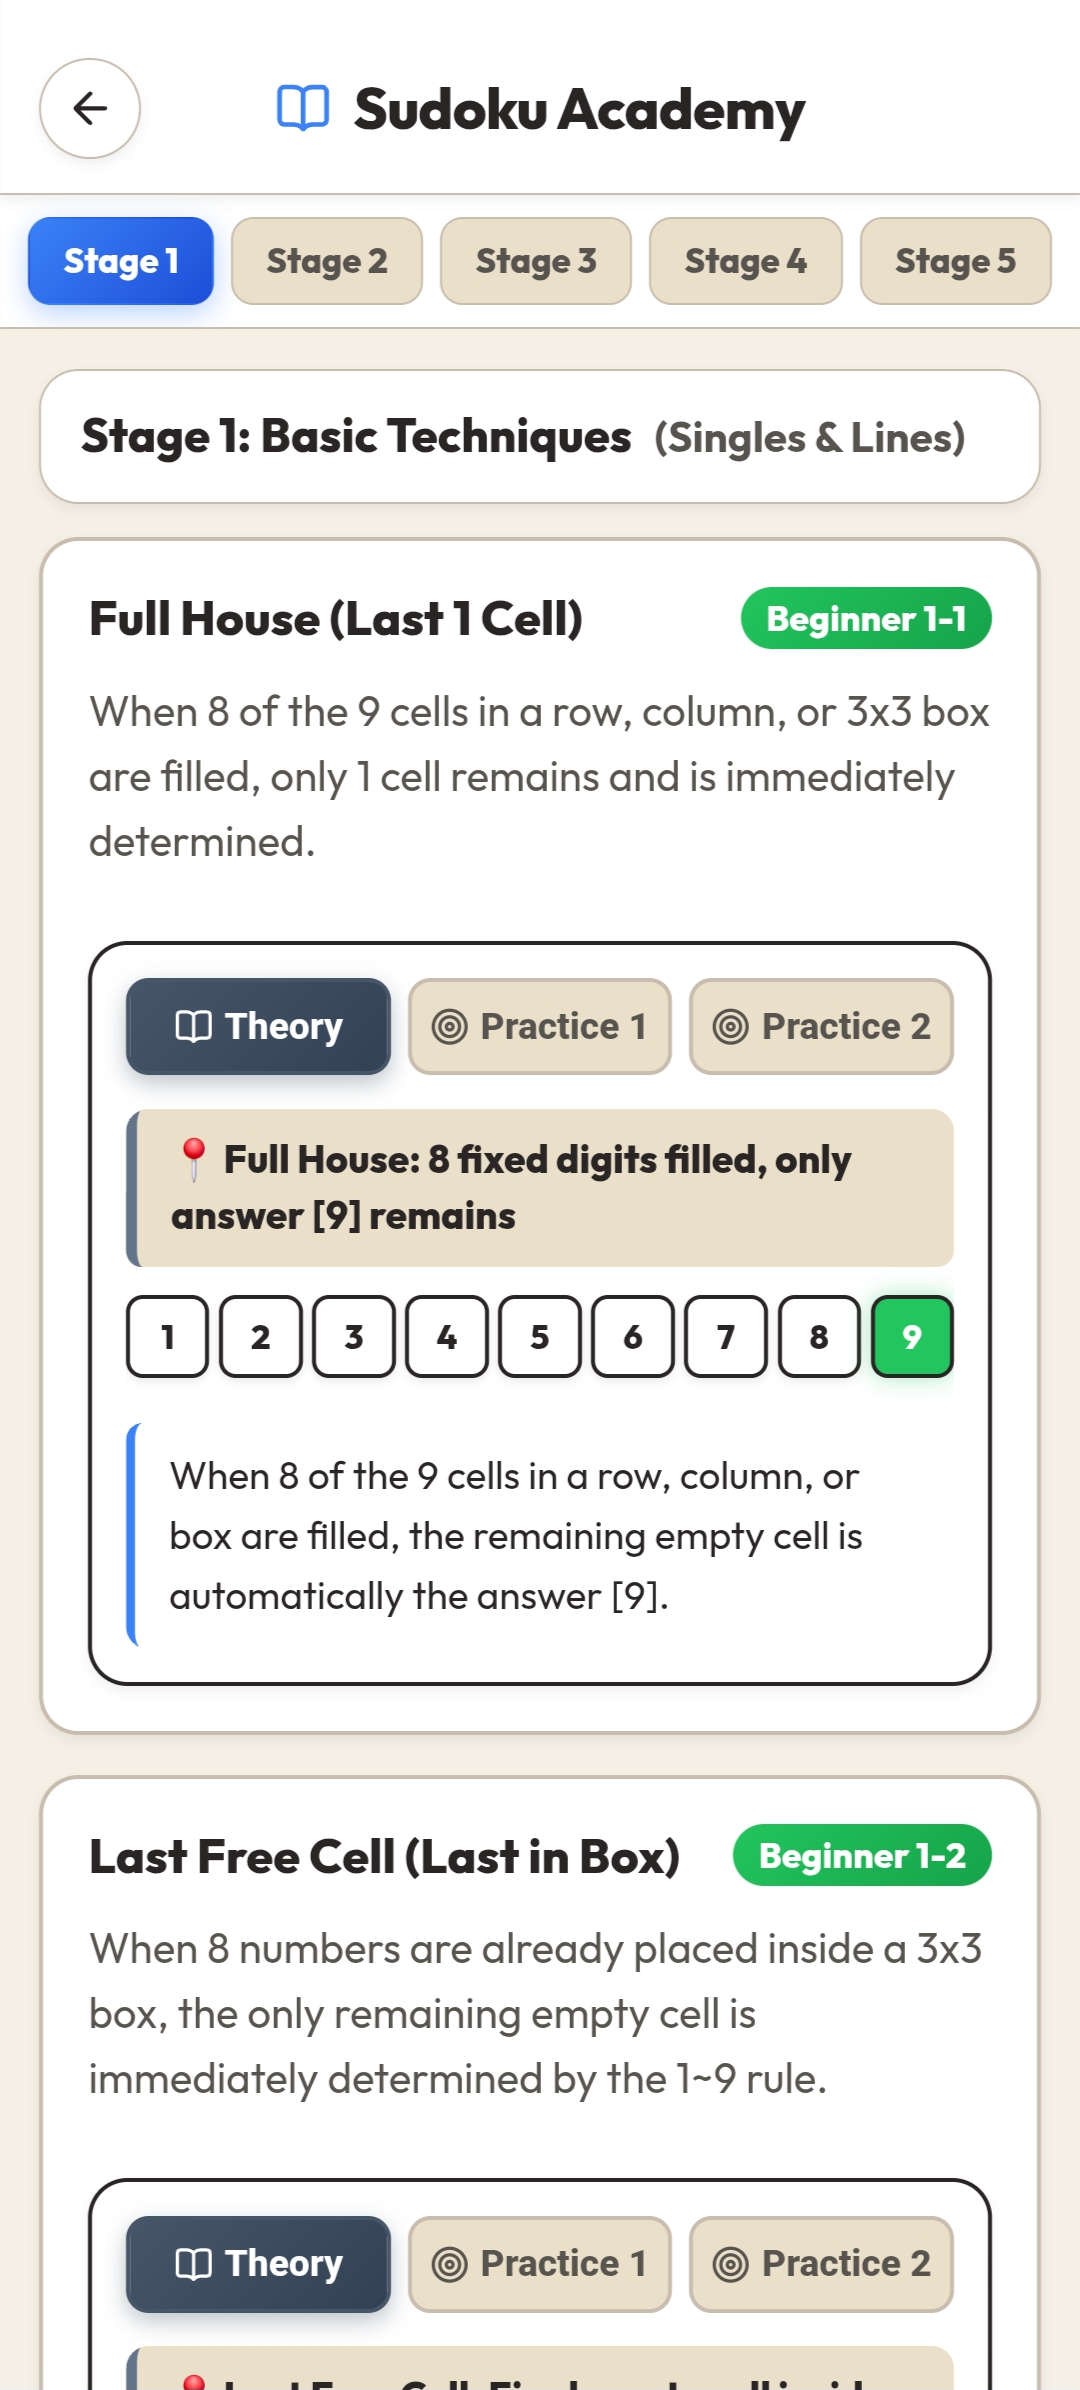 Sudoku Academy
Stage 1
Stage 2
Stage 3
Stage 4
Stage 5
Stage 1: Basic Techniques (Singles & Lines)
Full House (Last 1 Cell)
Beginner 1-1
When 8 of the 9 cells in a row, column, or 3x3 box
are filled, only 1 cell remains and is immediately
determined.
Theory
Practice 1
Practice 2
📍 Full House: 8 fixed digits filled, only
answer [9] remains
1 2 3 4 5 6 7 8 9
When 8 of the 9 cells in a row, column, or
box are filled, the remaining empty cell is
automatically the answer [9].
Last Free Cell (Last in Box)
Beginner 1-2
When 8 numbers are already placed inside a 3x3
box, the only remaining empty cell is
immediately determined by the 1~9 rule.
Theory
Practice 1
Practice 2